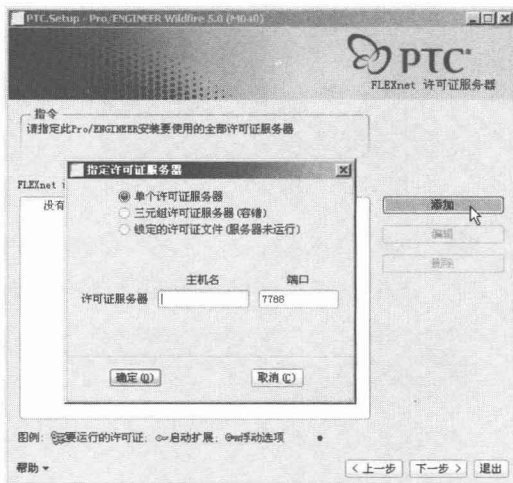 PTC.Setup - Pro/ENGINEER Wildfire 5.0 (M040)
PTC®
FLEXnet 许可证服务器
指令
请指定此Pro/ENGINEER安装要使用的全部许可证服务器
指定许可证服务器
FLEXnet
没有
单个许可证服务器
三元组许可证服务器(容错)
锁定的许可证文件(服务器未运行)
主机名 端口
许可证服务器 7788
确定(O) 取消(C)
添加
编辑
删除
图例: 要运行的许可证; 启动扩展; 浮动选项
帮助
< 上一步 下一步 > 退出